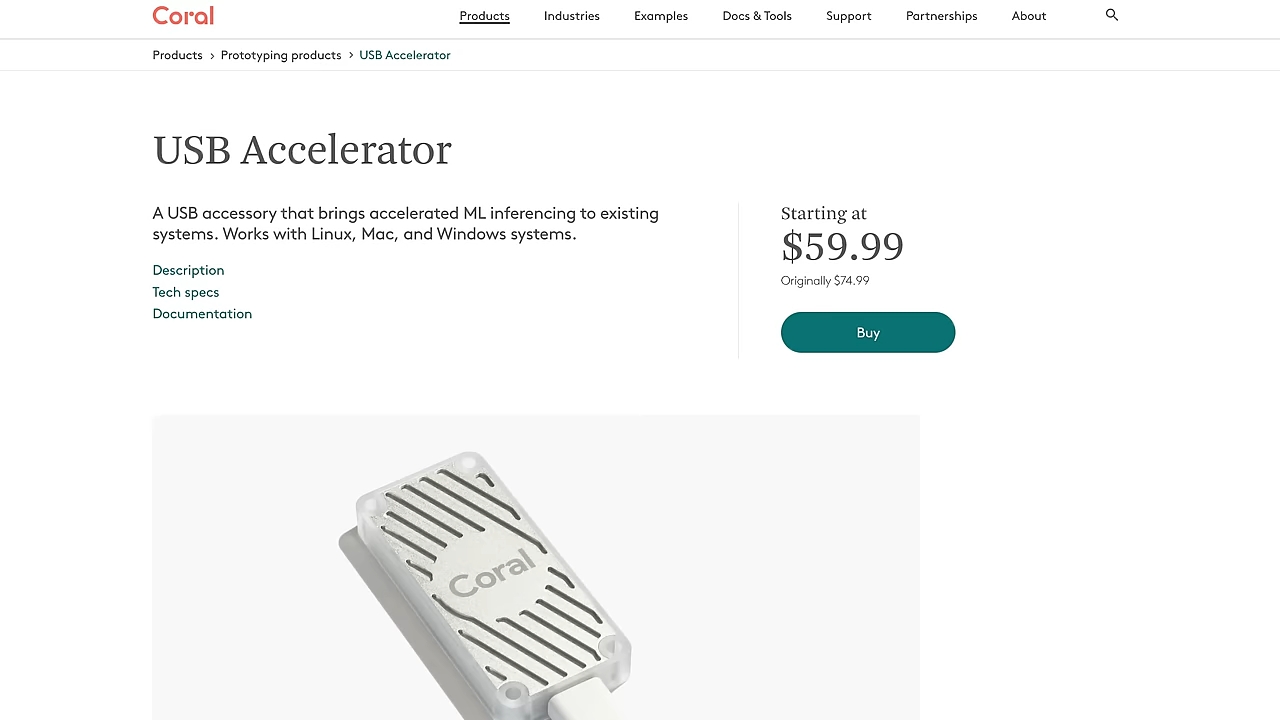 Coral
Products
Industries
Examples
Docs & Tools
Support
Partnerships
About
Products › Prototyping products › USB Accelerator
USB Accelerator
A USB accessory that brings accelerated ML inferencing to existing
systems. Works with Linux, Mac, and Windows systems.
Description
Tech specs
Documentation
Starting at
$59.99
Originally $74.99
Buy
Coral